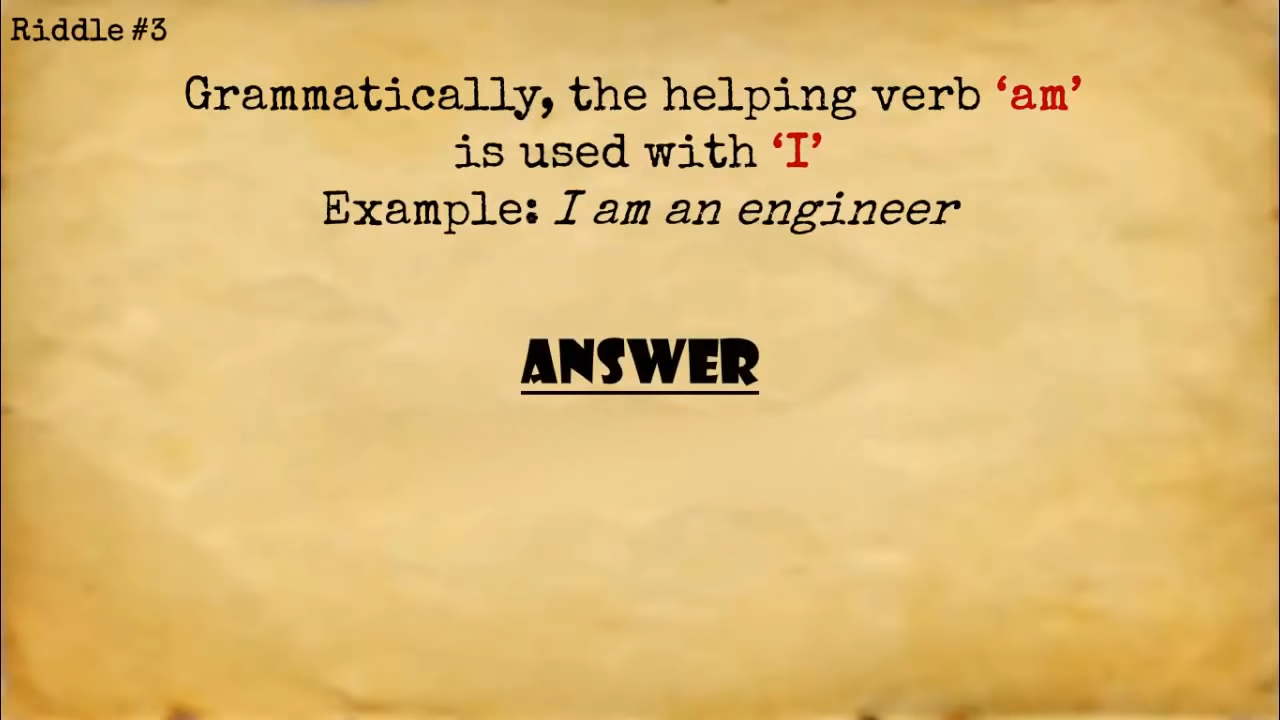 Riddle #3
Grammatically, the helping verb ‘am’
is used with ‘I’
Example: I am an engineer
ANSWER